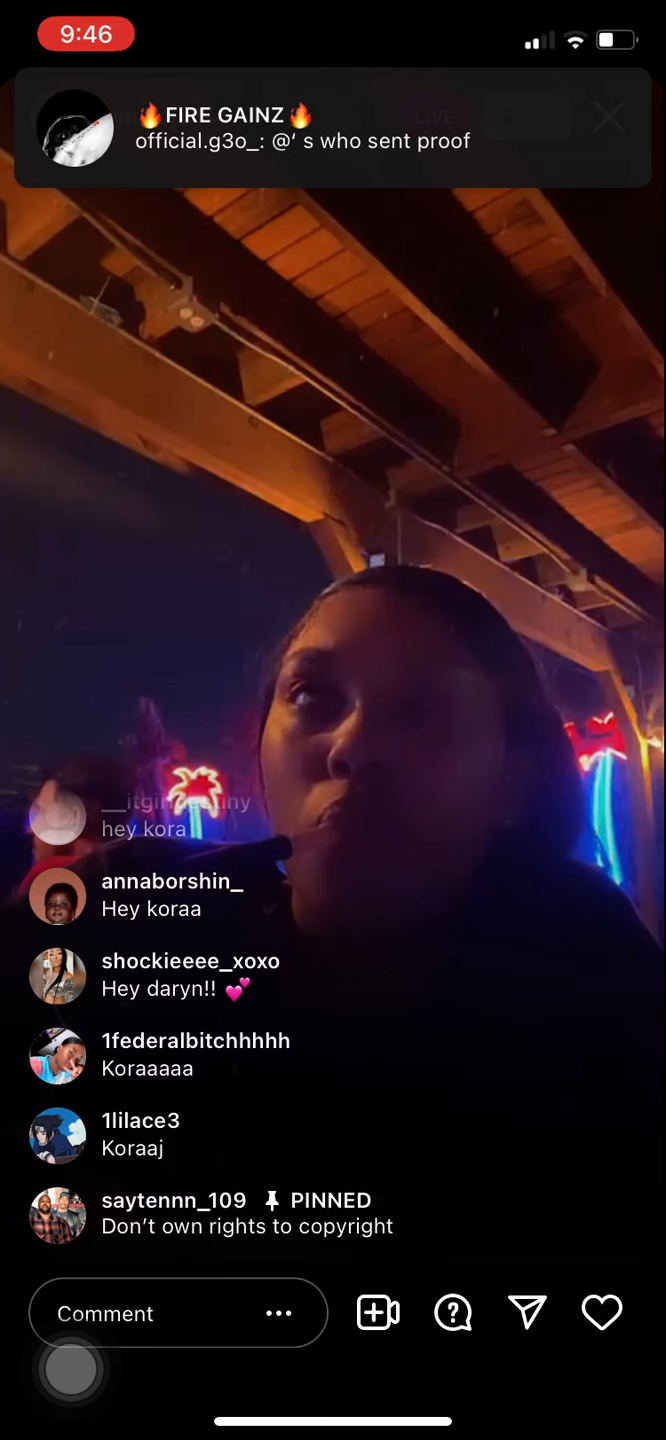 9:46
🔥FIRE GAINZ🔥
official.g3o_: @' s who sent proof
LIVE
hey kora
annaborshin_
Hey koraa
shockieeee_xoxo
Hey daryn!! 💕
1federalbitchhhhh
Koraaaaa
1lilace3
Koraaj
saytennn_109 PINNED
Don't own rights to copyright
Comment